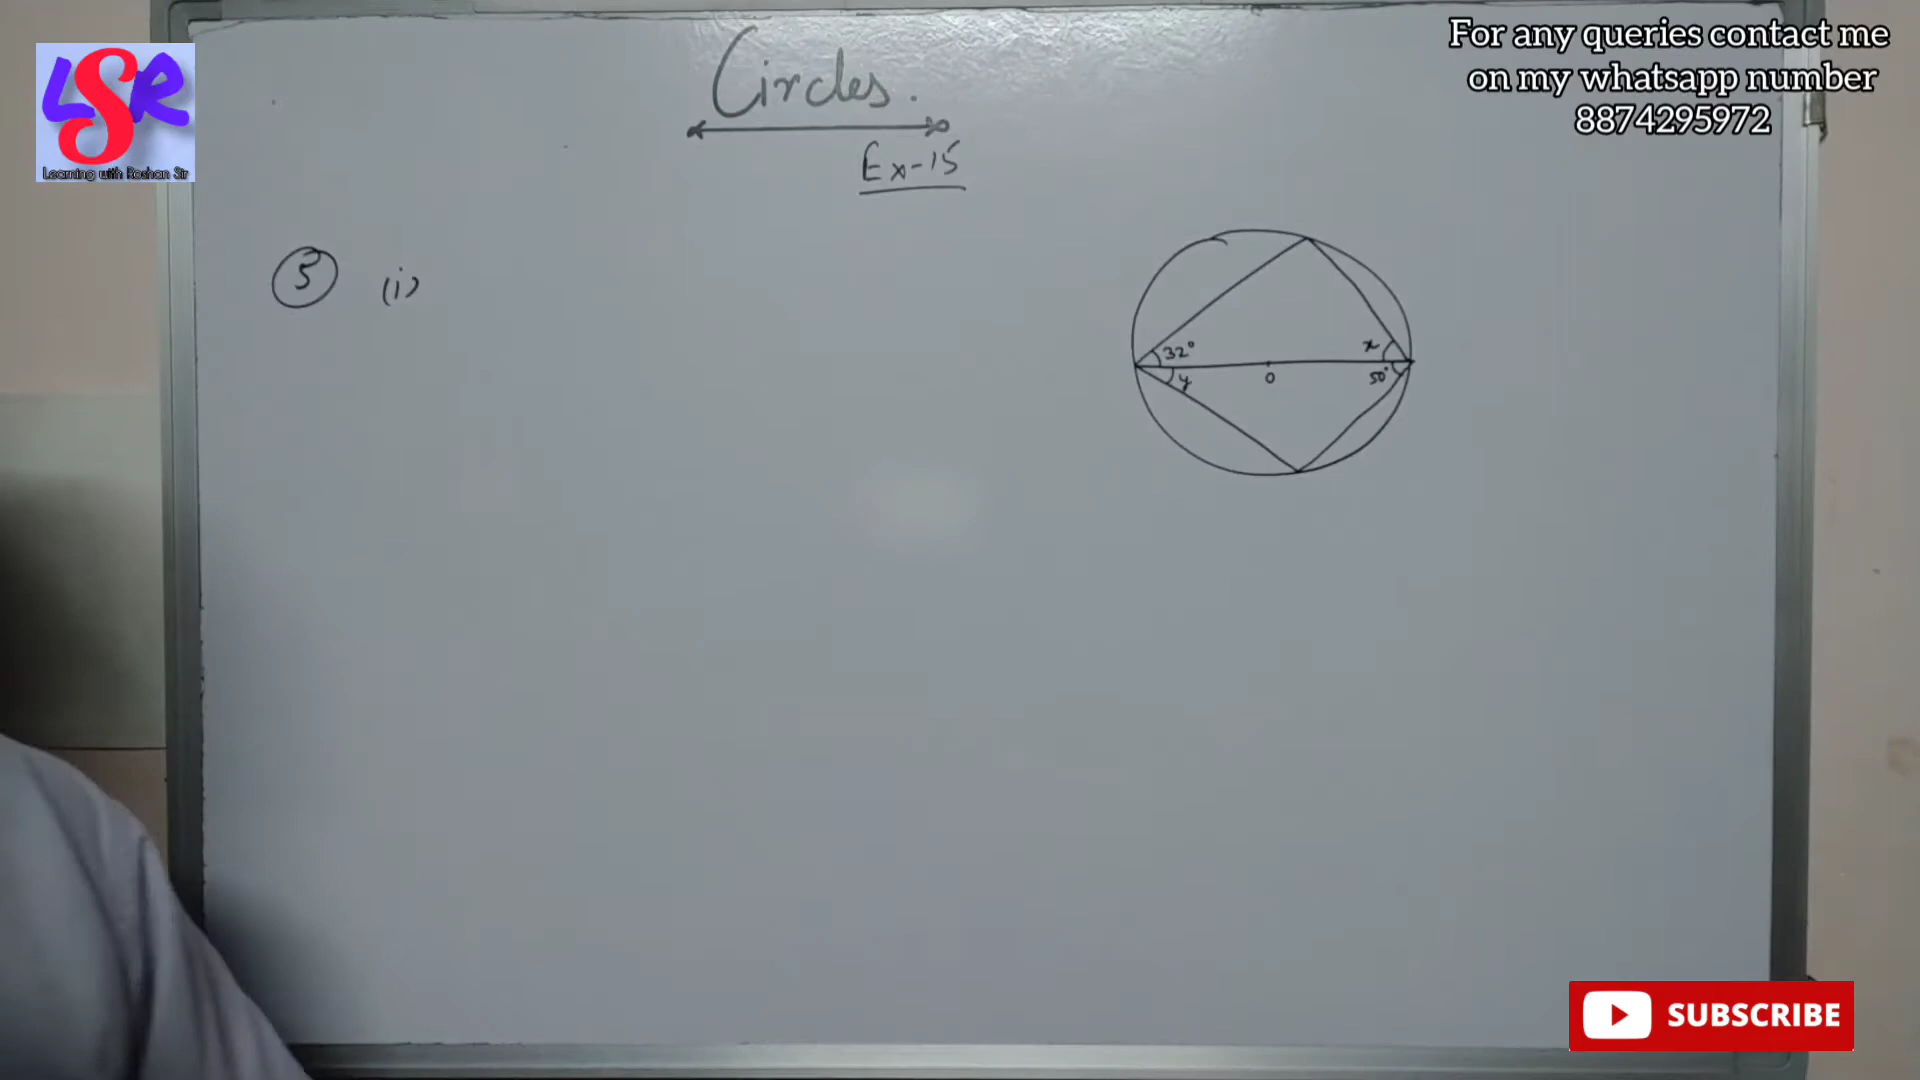 LSR
Learning with Roshan Sir
For any queries contact me
on my whatsapp number
8874295972
Circles.
Ex-15
5 (i)
32°
x
y
O
50°
SUBSCRIBE